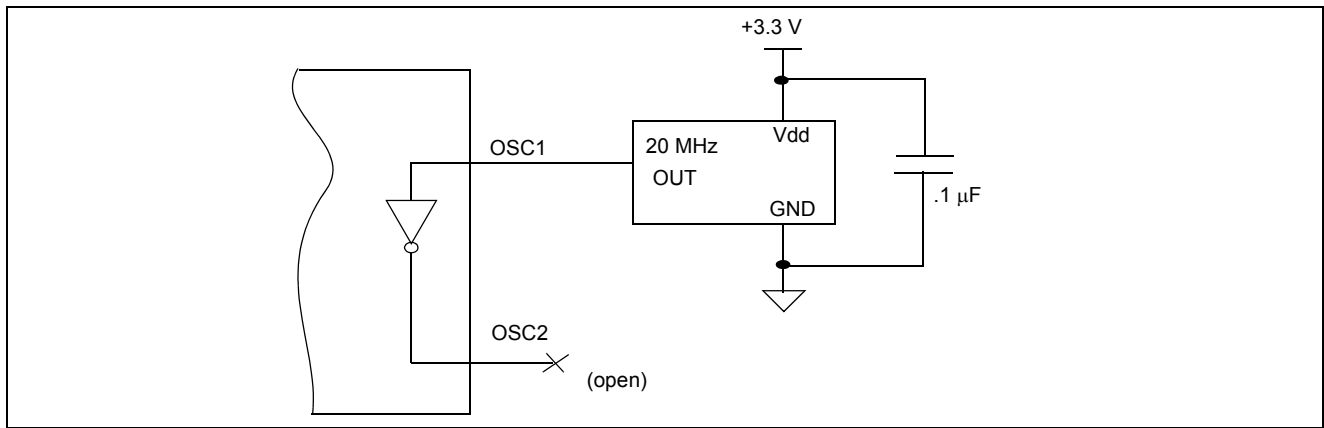 +3.3 V
OSC1
20 MHz
OUT
Vdd
GND
.1 μF
OSC2
(open)